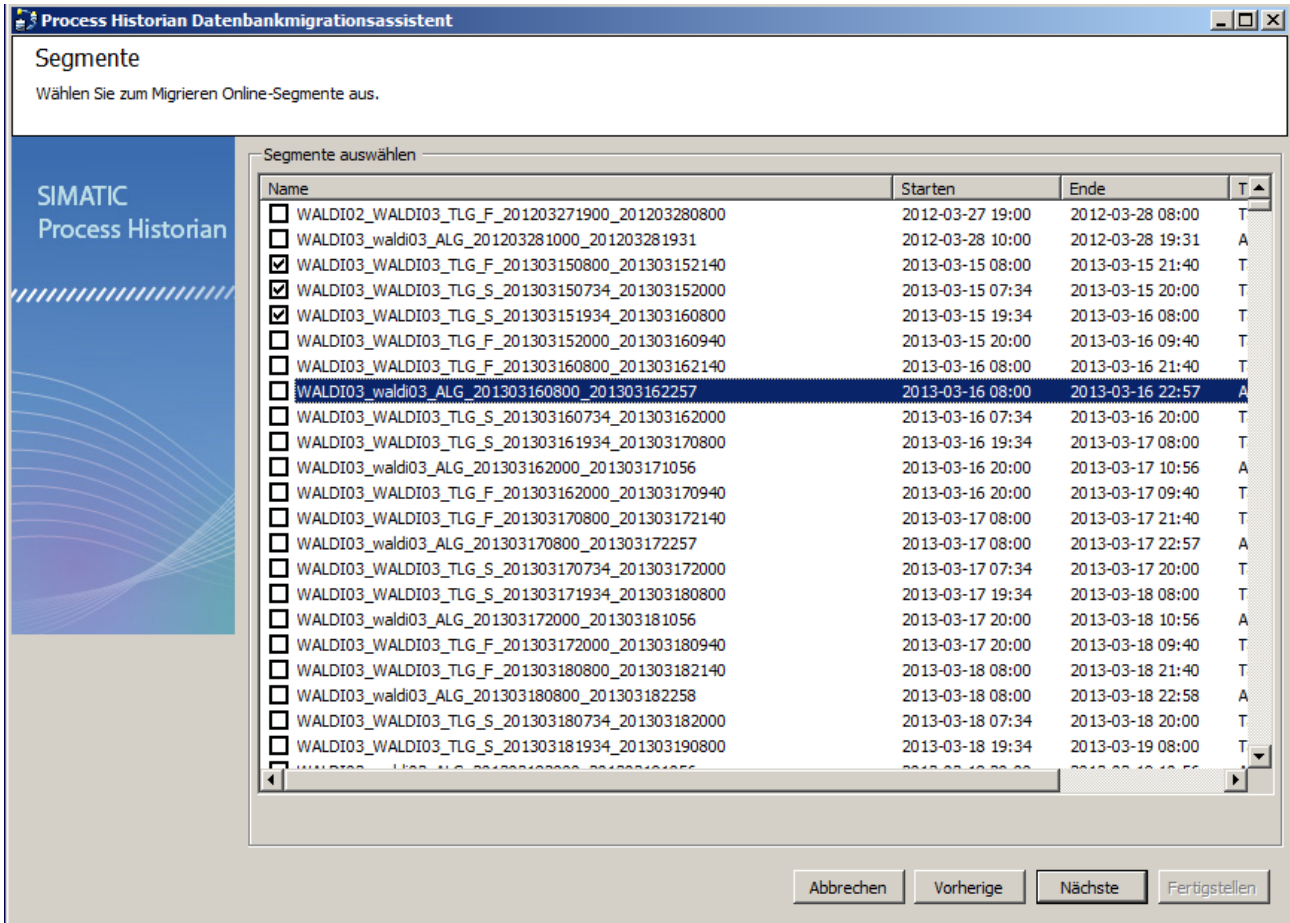 Process Historian Datenbankmigrationsassistent
Segmente
Wählen Sie zum Migrieren Online-Segmente aus.
SIMATIC
Process Historian
Segmente auswählen
Name Starten Ende T
WALDI02_WALDI03_TLG_F_201203271900_201203280800 2012-03-27 19:00 2012-03-28 08:00 T
WALDI03_waldi03_ALG_201203281000_201203281931 2012-03-28 10:00 2012-03-28 19:31 A
WALDI03_WALDI03_TLG_F_201303150800_201303152140 2013-03-15 08:00 2013-03-15 21:40 T
WALDI03_WALDI03_TLG_S_201303150734_201303152000 2013-03-15 07:34 2013-03-15 20:00 T
WALDI03_WALDI03_TLG_S_201303151934_201303160800 2013-03-15 19:34 2013-03-16 08:00 T
WALDI03_WALDI03_TLG_F_201303152000_201303160940 2013-03-15 20:00 2013-03-16 09:40 T
WALDI03_WALDI03_TLG_F_201303160800_201303162140 2013-03-16 08:00 2013-03-16 21:40 T
WALDI03_waldi03_ALG_201303160800_201303162257 2013-03-16 08:00 2013-03-16 22:57 A
WALDI03_WALDI03_TLG_S_201303160734_201303162000 2013-03-16 07:34 2013-03-16 20:00 T
WALDI03_WALDI03_TLG_S_201303161934_201303170800 2013-03-16 19:34 2013-03-17 08:00 T
WALDI03_waldi03_ALG_201303162000_201303171056 2013-03-16 20:00 2013-03-17 10:56 A
WALDI03_WALDI03_TLG_F_201303162000_201303170940 2013-03-16 20:00 2013-03-17 09:40 T
WALDI03_WALDI03_TLG_F_201303170800_201303172140 2013-03-17 08:00 2013-03-17 21:40 T
WALDI03_waldi03_ALG_201303170800_201303172257 2013-03-17 08:00 2013-03-17 22:57 A
WALDI03_WALDI03_TLG_S_201303170734_201303172000 2013-03-17 07:34 2013-03-17 20:00 T
WALDI03_WALDI03_TLG_S_201303171934_201303180800 2013-03-17 19:34 2013-03-18 08:00 T
WALDI03_waldi03_ALG_201303172000_201303181056 2013-03-17 20:00 2013-03-18 10:56 A
WALDI03_WALDI03_TLG_F_201303172000_201303180940 2013-03-17 20:00 2013-03-18 09:40 T
WALDI03_WALDI03_TLG_F_201303180800_201303182140 2013-03-18 08:00 2013-03-18 21:40 T
WALDI03_waldi03_ALG_201303180800_201303182258 2013-03-18 08:00 2013-03-18 22:58 A
WALDI03_WALDI03_TLG_S_201303180734_201303182000 2013-03-18 07:34 2013-03-18 20:00 T
WALDI03_WALDI03_TLG_S_201303181934_201303190800 2013-03-18 19:34 2013-03-19 08:00 T
Abbrechen Vorherige Nächste Fertigstellen